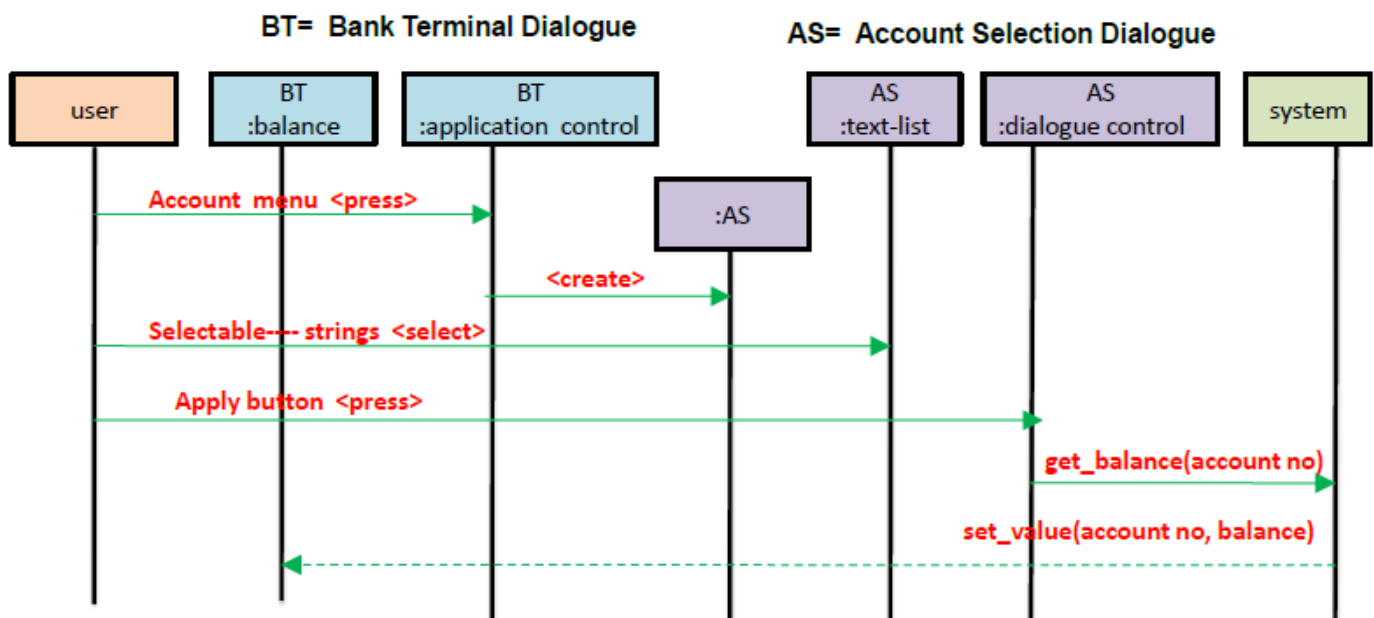 BT= Bank Terminal Dialogue
AS= Account Selection Dialogue
user
BT
:balance
BT
:application control
AS
:text-list
AS
:dialogue control
system
Account menu <press>
:AS
<create>
Selectable---- strings <select>
Apply button <press>
get_balance(account no)
set_value(account no, balance)